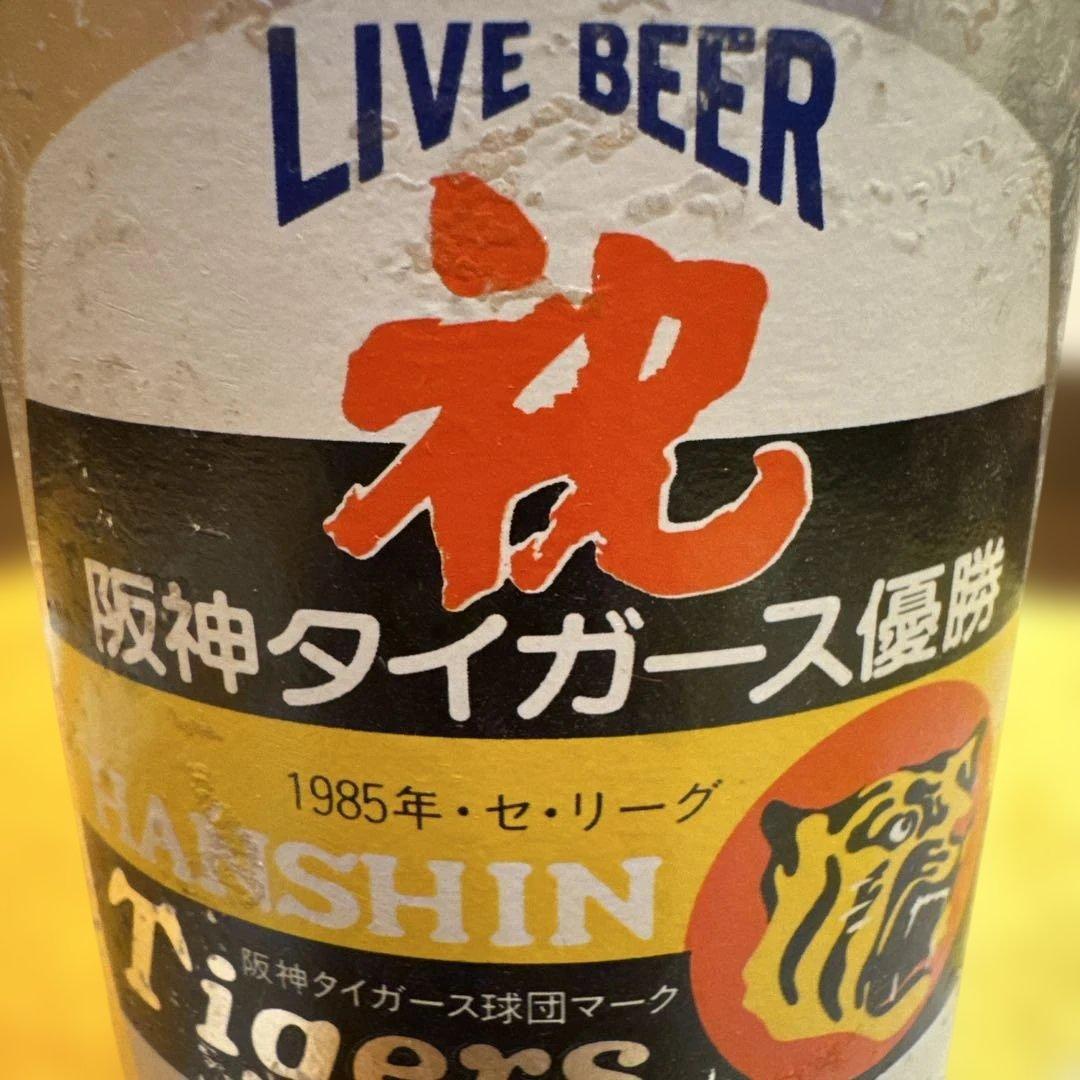 LIVE BEER
祝
阪神タイガース優勝
1985年・セ・リーグ
HANSHIN
阪神タイガース球団マーク
Tigers